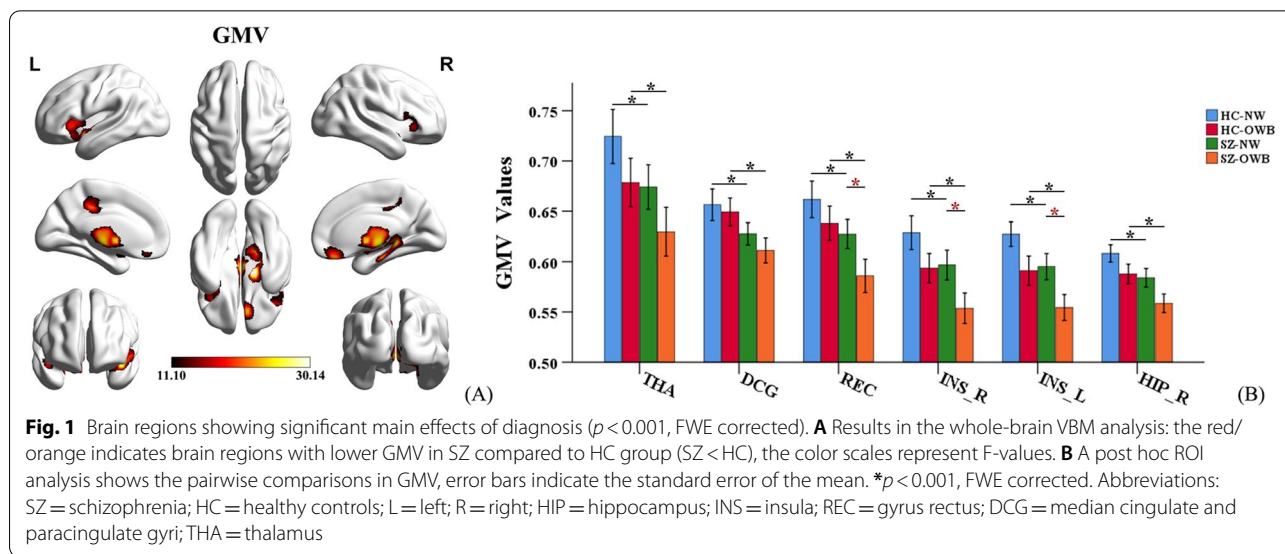 GMV
L
R
11.10
30.14
(A)
GMV Values
0.75
0.70
0.65
0.60
0.55
0.50
* * * * * * * * * * * * * * *
THA
DCG
REC
INS_R
INS_L
HIP_R
HC-NW
HC-OWB
SZ-NW
SZ-OWB
(B)
Fig. 1 Brain regions showing significant main effects of diagnosis (p < 0.001, FWE corrected). A Results in the whole-brain VBM analysis: the red/
orange indicates brain regions with lower GMV in SZ compared to HC group (SZ < HC), the color scales represent F-values. B A post hoc ROI
analysis shows the pairwise comparisons in GMV, error bars indicate the standard error of the mean. *p < 0.001, FWE corrected. Abbreviations:
SZ = schizophrenia; HC = healthy controls; L = left; R = right; HIP = hippocampus; INS = insula; REC = gyrus rectus; DCG = median cingulate and
paracingulate gyri; THA = thalamus